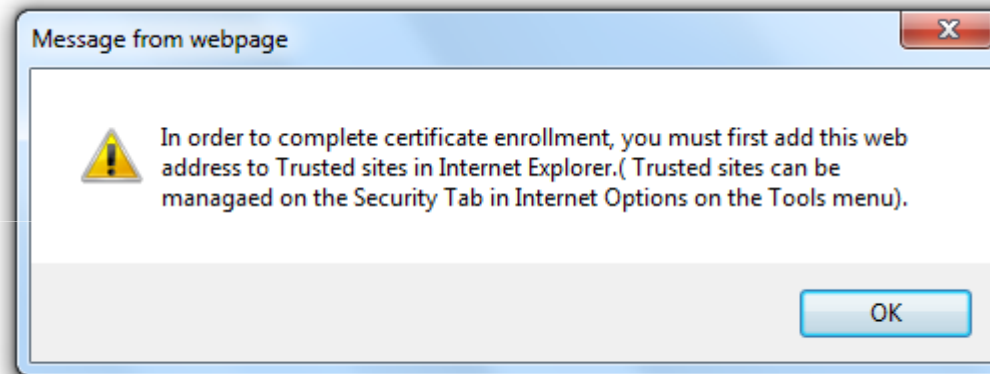 Message from webpage
In order to complete certificate enrollment, you must first add this web
address to Trusted sites in Internet Explorer.( Trusted sites can be
managaed on the Security Tab in Internet Options on the Tools menu).
OK